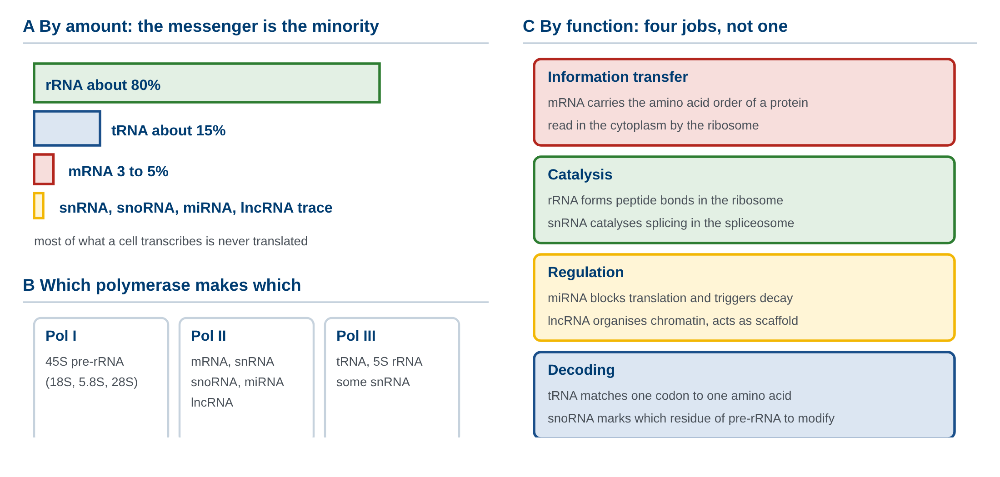 A By amount: the messenger is the minority
rRNA about 80%
tRNA about 15%
mRNA 3 to 5%
snRNA, snoRNA, miRNA, lncRNA trace
most of what a cell transcribes is never translated
B Which polymerase makes which
Pol I
45S pre-rRNA
(18S, 5.8S, 28S)
Pol II
mRNA, snRNA
snoRNA, miRNA
lncRNA
Pol III
tRNA, 5S rRNA
some snRNA
C By function: four jobs, not one
Information transfer
mRNA carries the amino acid order of a protein
read in the cytoplasm by the ribosome
Catalysis
rRNA forms peptide bonds in the ribosome
snRNA catalyses splicing in the spliceosome
Regulation
miRNA blocks translation and triggers decay
lncRNA organises chromatin, acts as scaffold
Decoding
tRNA matches one codon to one amino acid
snoRNA marks which residue of pre-rRNA to modify